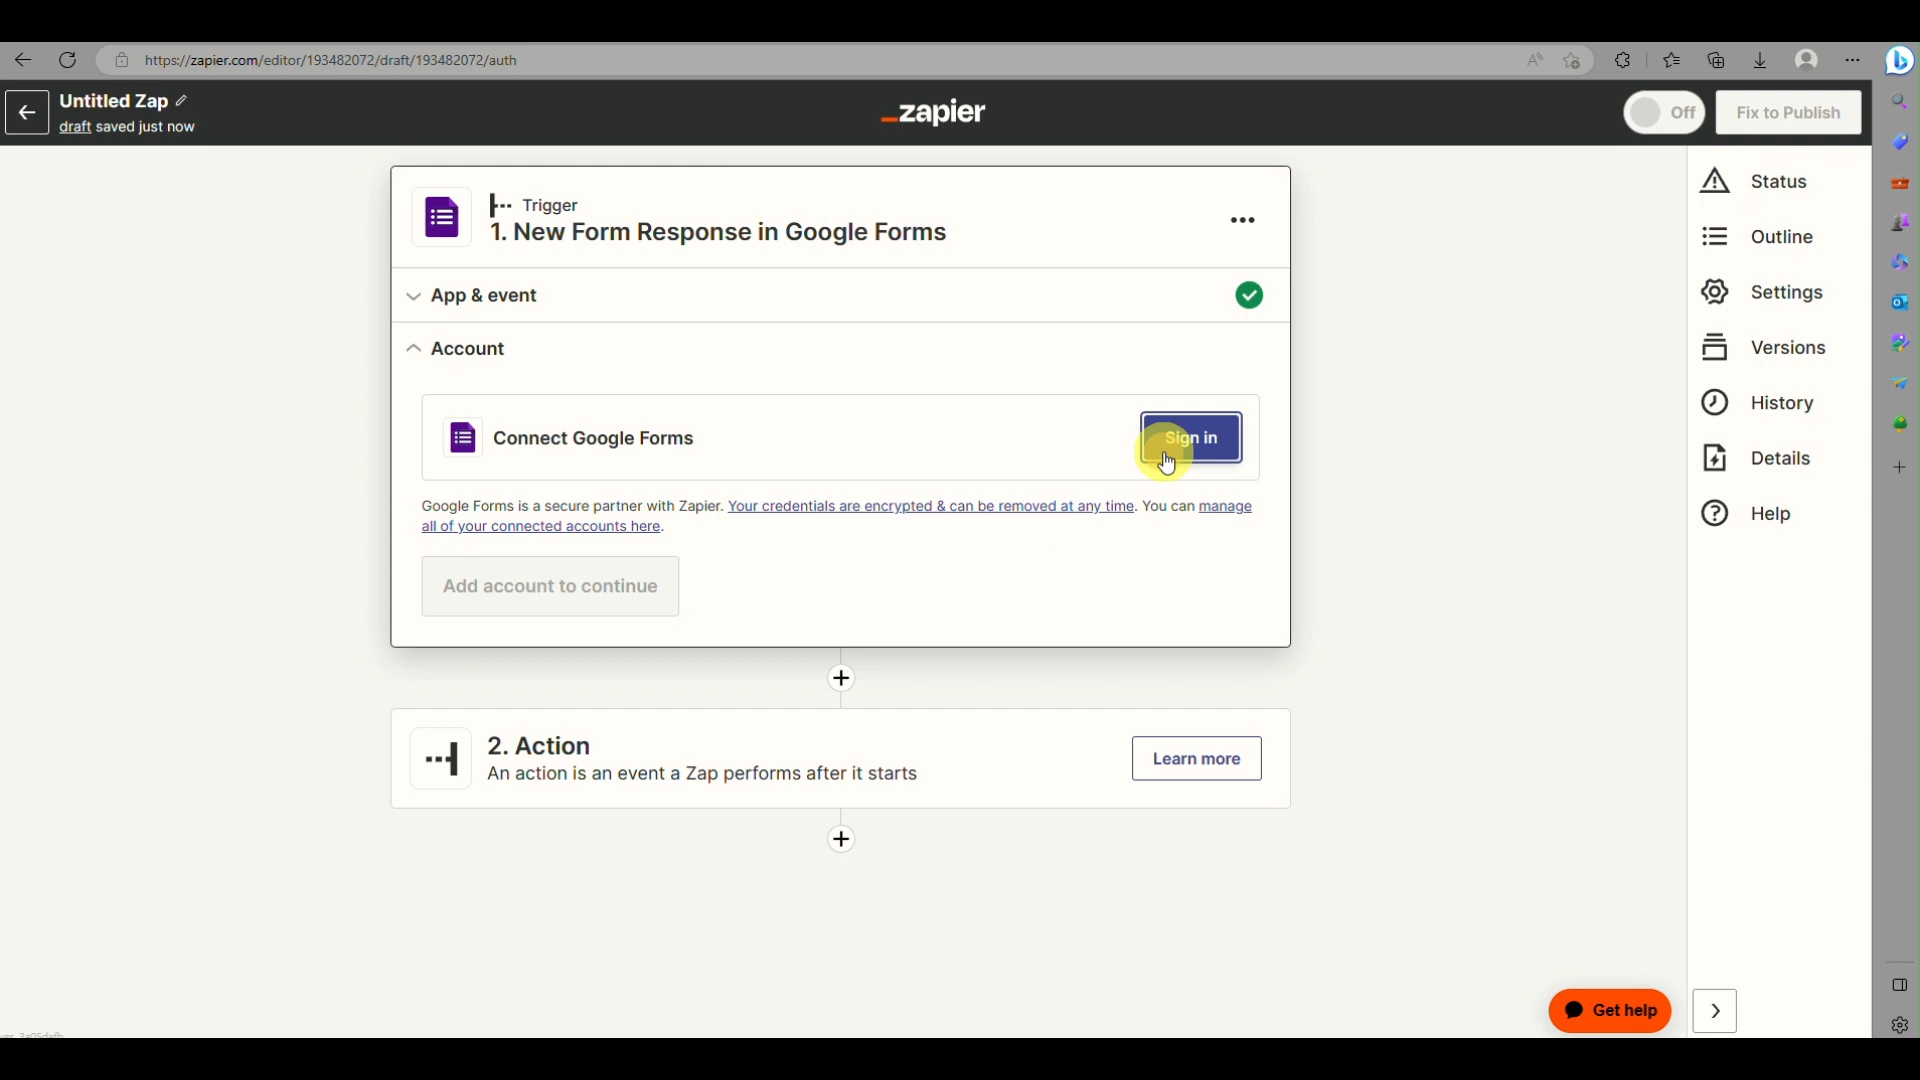 https://zapier.com/editor/193482072/draft/193482072/auth
Untitled Zap
draft saved just now
zapier
Off
Fix to Publish
Trigger
1. New Form Response in Google Forms
App & event
Account
Connect Google Forms
Sign in
Google Forms is a secure partner with Zapier. Your credentials are encrypted & can be removed at any time. You can manage
all of your connected accounts here.
Add account to continue
2. Action
An action is an event a Zap performs after it starts
Learn more
Status
Outline
Settings
Versions
History
Details
Help
Get help